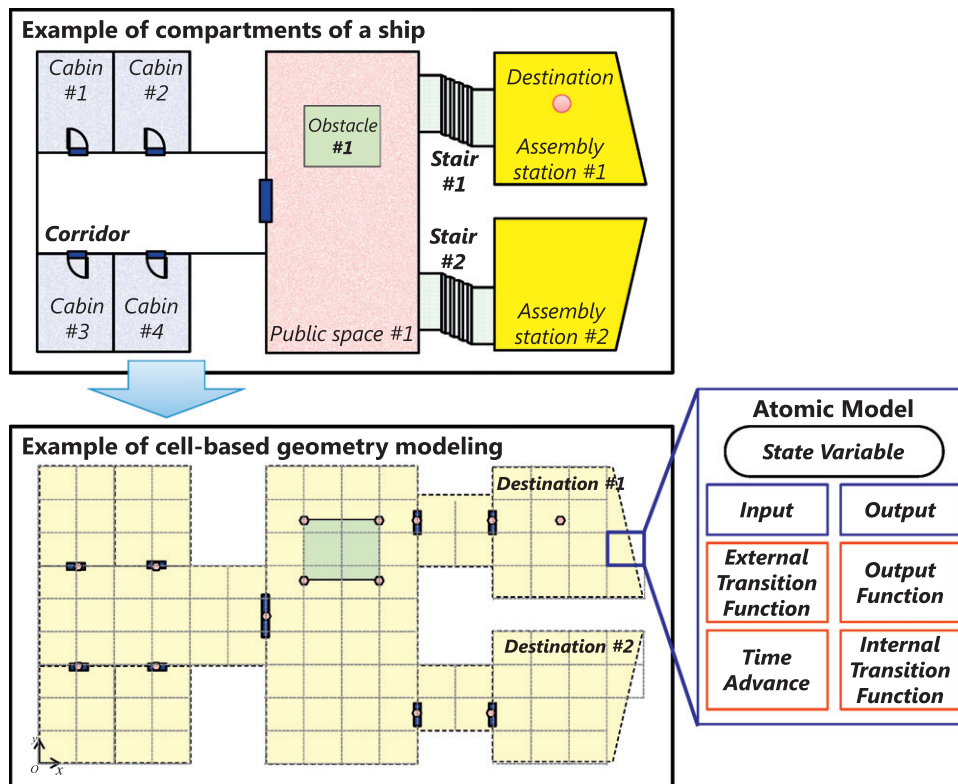 Example of compartments of a ship
Cabin
#1
Cabin
#2
Obstacle
#1
Stair
#1
Destination
Assembly
station #1
Corridor
Cabin
#3
Cabin
#4
Public space #1
Stair
#2
Assembly
station #2
Example of cell-based geometry modeling
Destination #1
Destination #2
y
O
x
Atomic Model
State Variable
Input
Output
External
Transition
Function
Output
Function
Time
Advance
Internal
Transition
Function